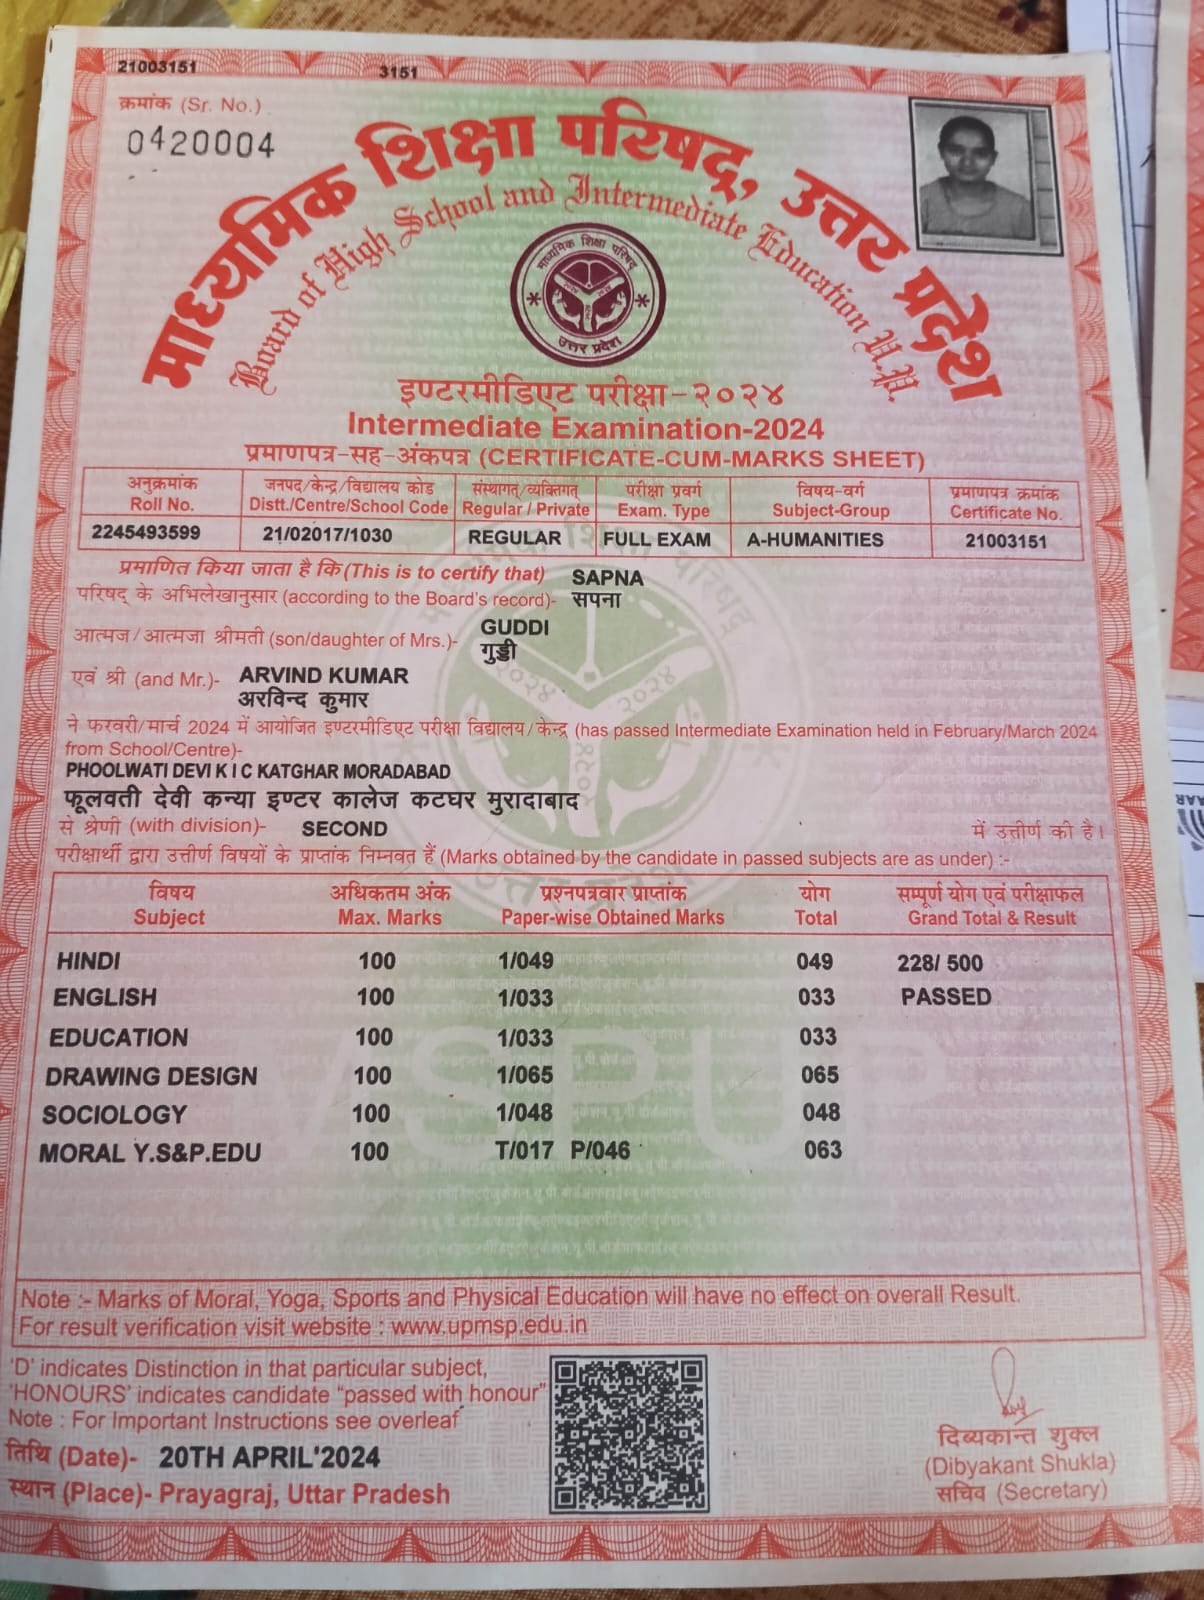 21003151 3151
क्रमांक (Sr. No.)
0420004
माध्यमिक शिक्षा परिषद्, उत्तर प्रदेश
Board of High School and Intermediate Education U.P.
माध्यमिक शिक्षा परिषद्
उत्तर प्रदेश
इण्टरमीडिएट परीक्षा-२०२४
Intermediate Examination-2024
प्रमाणपत्र-सह-अंकपत्र (CERTIFICATE-CUM-MARKS SHEET)
अनुक्रमांक जनपद/केन्द्र/विद्यालय कोड संस्थागत्/व्यक्तिगत् परीक्षा प्रवर्ग विषय-वर्ग प्रमाणपत्र क्रमांक
Roll No. Distt./Centre/School Code Regular / Private Exam. Type Subject-Group Certificate No.
2245493599 21/02017/1030 REGULAR FULL EXAM A-HUMANITIES 21003151
प्रमाणित किया जाता है कि (This is to certify that) SAPNA
परिषद् के अभिलेखानुसार (according to the Board's record)- सपना
GUDDI
आत्मज/आत्मजा श्रीमती (son/daughter of Mrs.)- गुड्डी
एवं श्री (and Mr.)- ARVIND KUMAR
अरविन्द कुमार
ने फरवरी/मार्च 2024 में आयोजित इण्टरमीडिएट परीक्षा विद्यालय/केन्द्र (has passed Intermediate Examination held in February/March 2024
from School/Centre)-
PHOOLWATI DEVI K I C KATGHAR MORADABAD
फूलवती देवी कन्या इण्टर कालेज कटघर मुरादाबाद
से श्रेणी (with division)- SECOND में उत्तीर्ण की है।
परीक्षार्थी द्वारा उत्तीर्ण विषयों के प्राप्तांक निम्नवत हैं (Marks obtained by the candidate in passed subjects are as under) :-
विषय अधिकतम अंक प्रश्नपत्रवार प्राप्तांक योग सम्पूर्ण योग एवं परीक्षाफल
Subject Max. Marks Paper-wise Obtained Marks Total Grand Total & Result
HINDI 100 1/049 049 228/ 500
ENGLISH 100 1/033 033 PASSED
EDUCATION 100 1/033 033
DRAWING DESIGN 100 1/065 065
SOCIOLOGY 100 1/048 048
MORAL Y.S&P.EDU 100 T/017 P/046 063
Note :- Marks of Moral, Yoga, Sports and Physical Education will have no effect on overall Result.
For result verification visit website : www.upmsp.edu.in
'D' indicates Distinction in that particular subject,
'HONOURS' indicates candidate "passed with honour"
Note : For Important Instructions see overleaf
तिथि (Date)- 20TH APRIL'2024
स्थान (Place)- Prayagraj, Uttar Pradesh
दिब्यकान्त शुक्ल
(Dibyakant Shukla)
सचिव (Secretary)